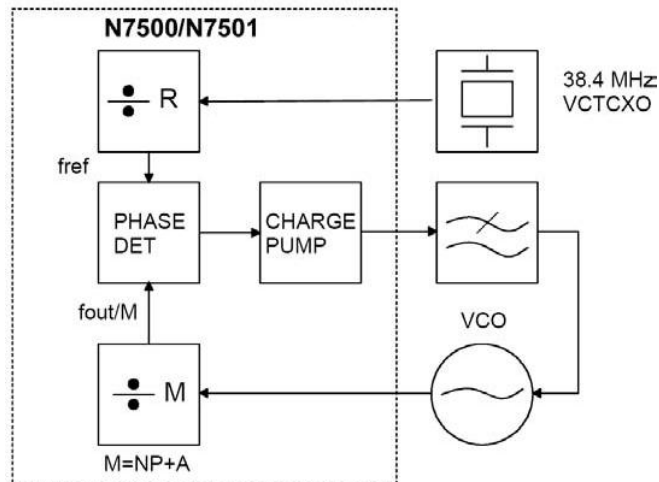 N7500/N7501
÷ R
38.4 MHz
VCTCXO
fref
PHASE
DET
CHARGE
PUMP
fout/M
VCO
÷ M
M=NP+A